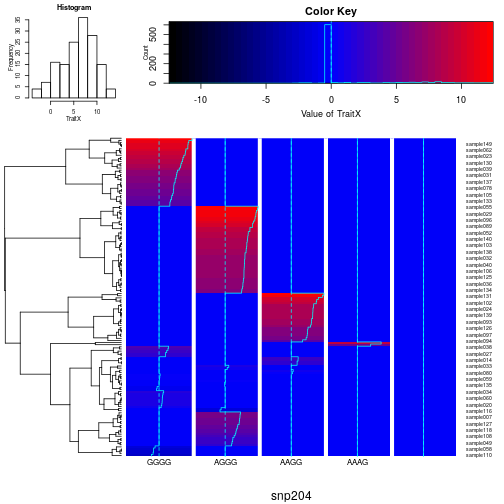 Histogram
Frequency
0 5 10 15 20 25 30 35
0 5 10
TraitX
Color Key
Count
0 200 500
-10 -5 0 5 10
Value of TraitX
sample149
sample062
sample023
sample130
sample039
sample031
sample137
sample078
sample105
sample133
sample055
sample029
sample096
sample089
sample052
sample140
sample103
sample138
sample032
sample040
sample106
sample125
sample036
sample134
sample131
sample102
sample024
sample139
sample093
sample126
sample097
sample094
sample038
sample027
sample014
sample033
sample080
sample059
sample135
sample034
sample060
sample020
sample116
sample007
sample127
sample118
sample108
sample049
sample058
sample110
GGGG AGGG AAGG AAAG
snp204